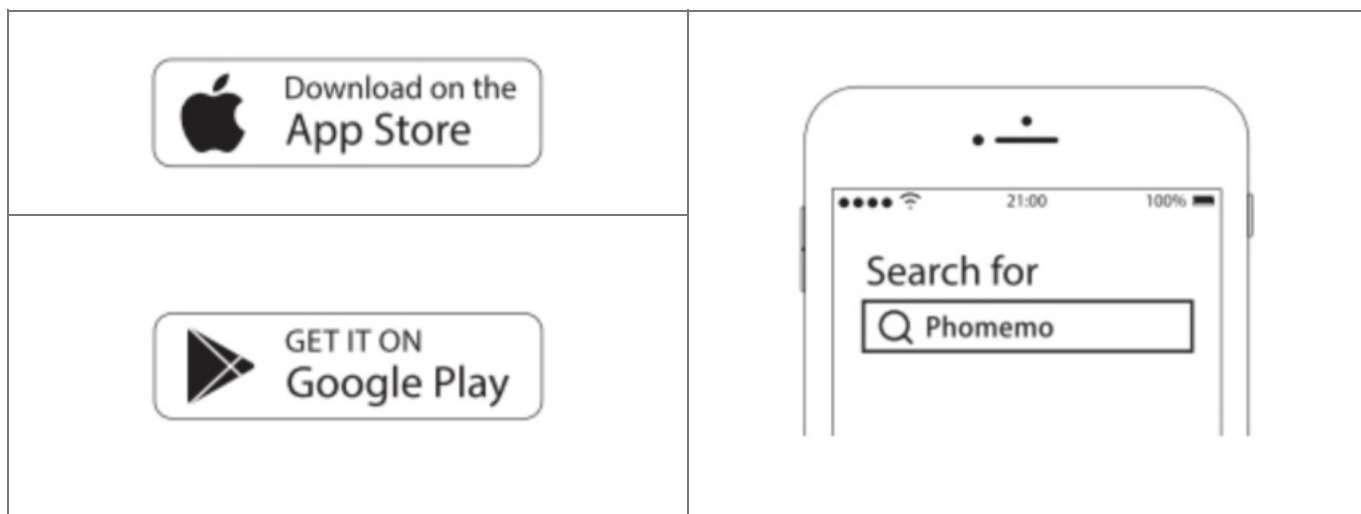 Download on the
App Store
GET IT ON
Google Play
21:00
100%
Search for
Phomemo